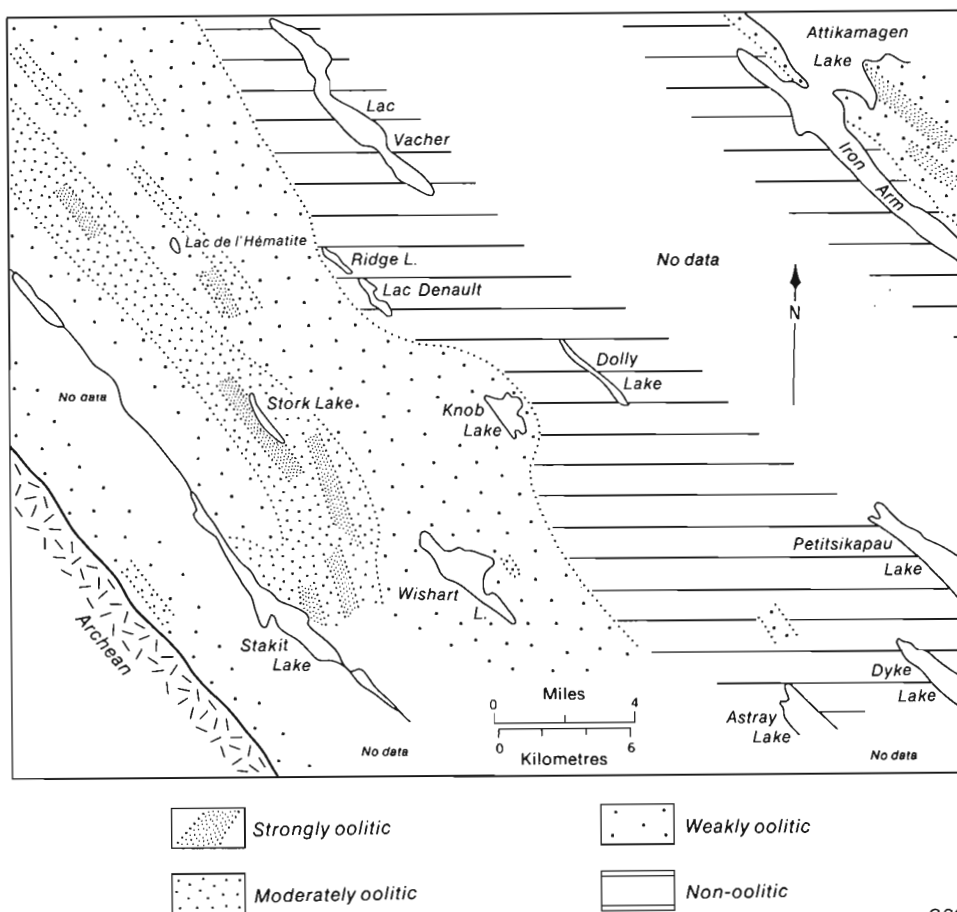 Attikamagen
Lake
Lac
Vacher
Iron
Arm
Lac de l'Hématite
Ridge L.
No data
Lac Denault
N
Dolly
Lake
No data
Stork Lake
Knob
Lake
Petitsikapau
Lake
Wishart
L.
Archean
Stakit
Lake
Dyke
Lake
Miles
0 4
Astray
Lake
0 6
Kilometres
No data
No data
Strongly oolitic
Weakly oolitic
Moderately oolitic
Non-oolitic